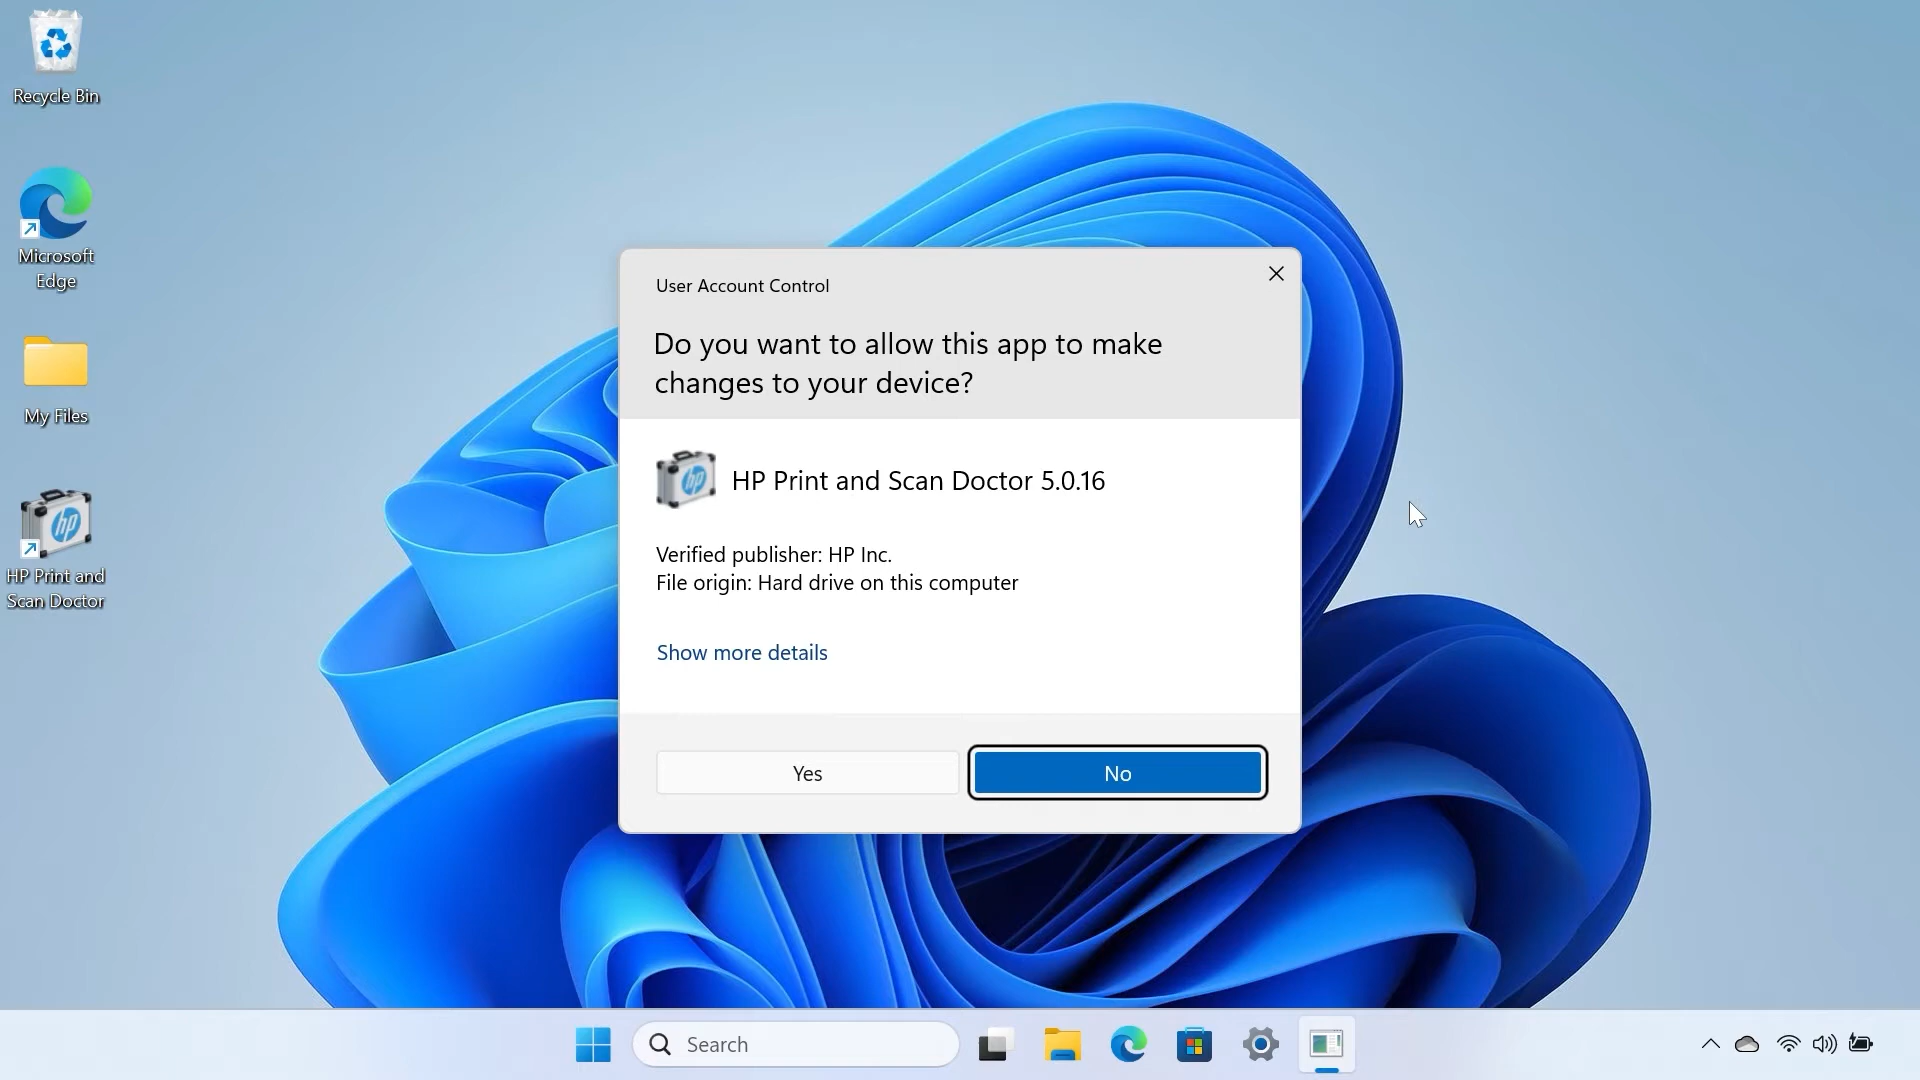 Recycle Bin
Microsoft
Edge
My Files
hp
HP Print and
Scan Doctor
User Account Control
Do you want to allow this app to make
changes to your device?
hp
HP Print and Scan Doctor 5.0.16
Verified publisher: HP Inc.
File origin: Hard drive on this computer
Show more details
Yes
No
Search